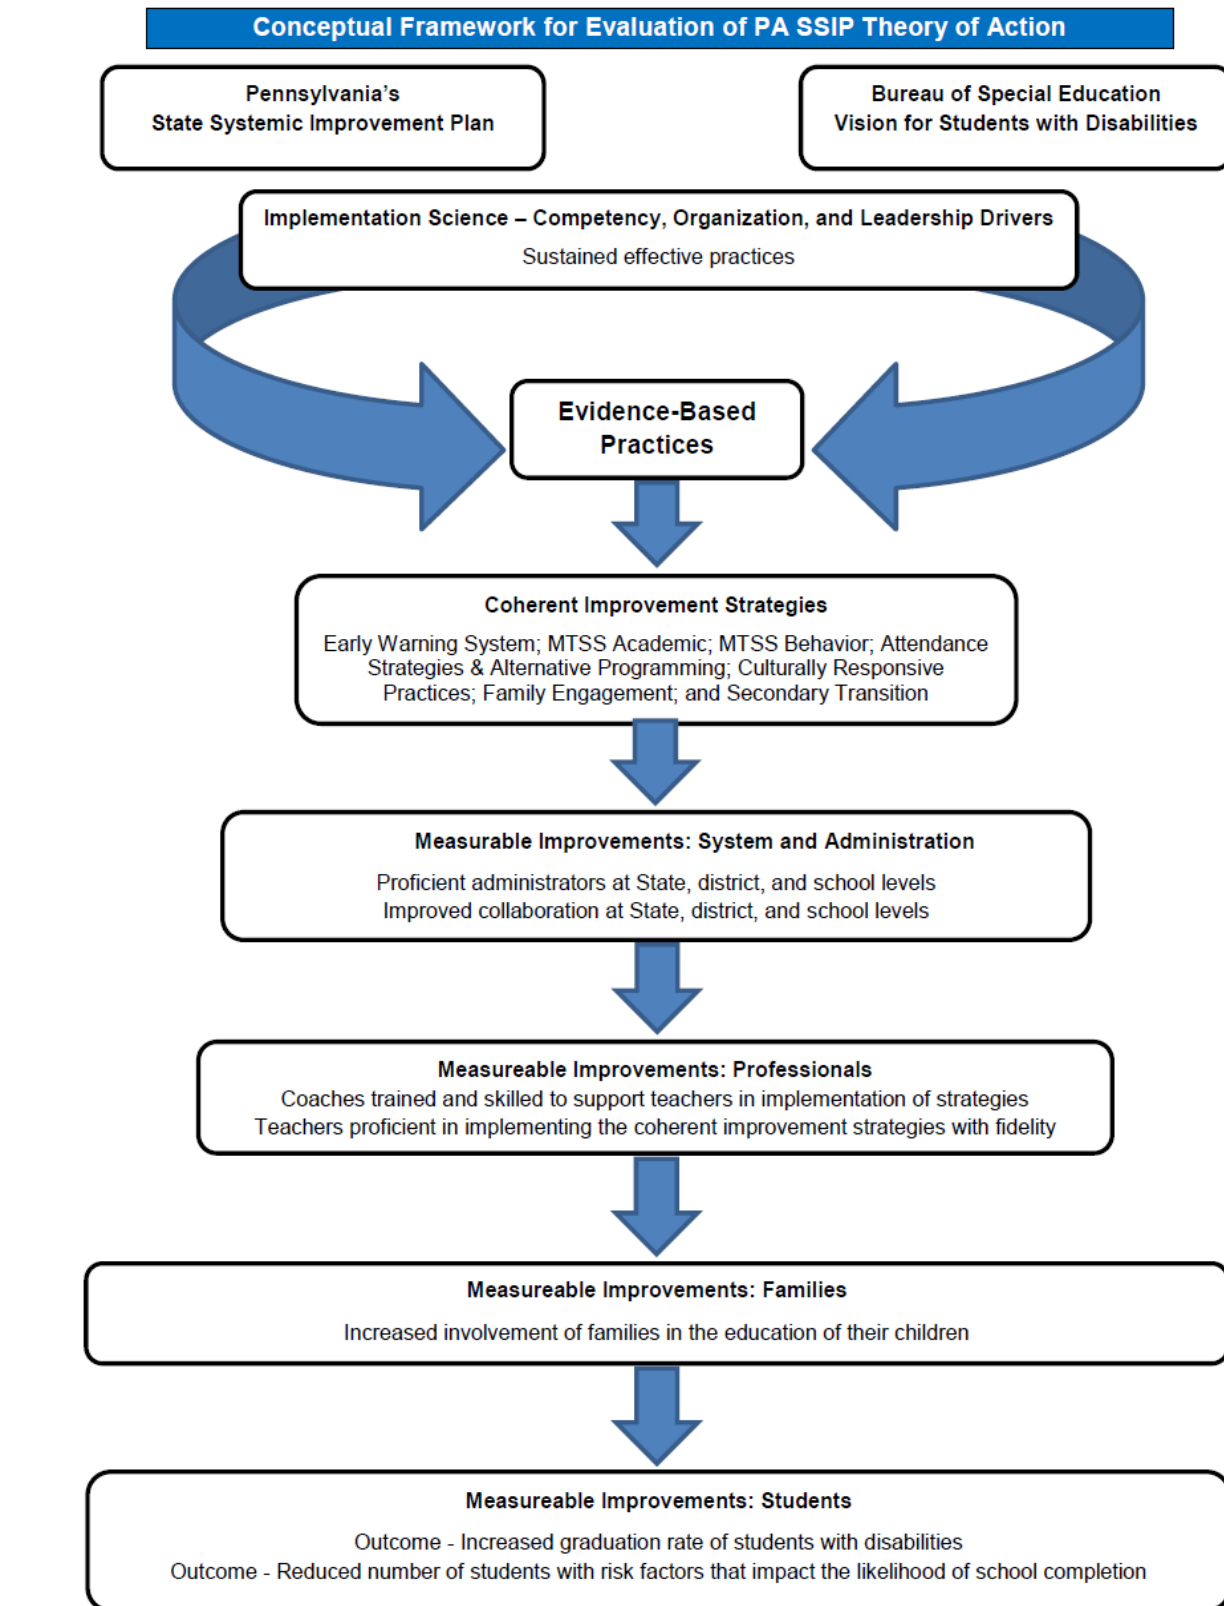 Conceptual Framework for Evaluation of PA SSIP Theory of Action
Pennsylvania's
State Systemic Improvement Plan
Bureau of Special Education
Vision for Students with Disabilities
Implementation Science – Competency, Organization, and Leadership Drivers
Sustained effective practices
Evidence-Based
Practices
Coherent Improvement Strategies
Early Warning System; MTSS Academic; MTSS Behavior; Attendance
Strategies & Alternative Programming; Culturally Responsive
Practices; Family Engagement; and Secondary Transition
Measurable Improvements: System and Administration
Proficient administrators at State, district, and school levels
Improved collaboration at State, district, and school levels
Measureable Improvements: Professionals
Coaches trained and skilled to support teachers in implementation of strategies
Teachers proficient in implementing the coherent improvement strategies with fidelity
Measureable Improvements: Families
Increased involvement of families in the education of their children
Measureable Improvements: Students
Outcome - Increased graduation rate of students with disabilities
Outcome - Reduced number of students with risk factors that impact the likelihood of school completion